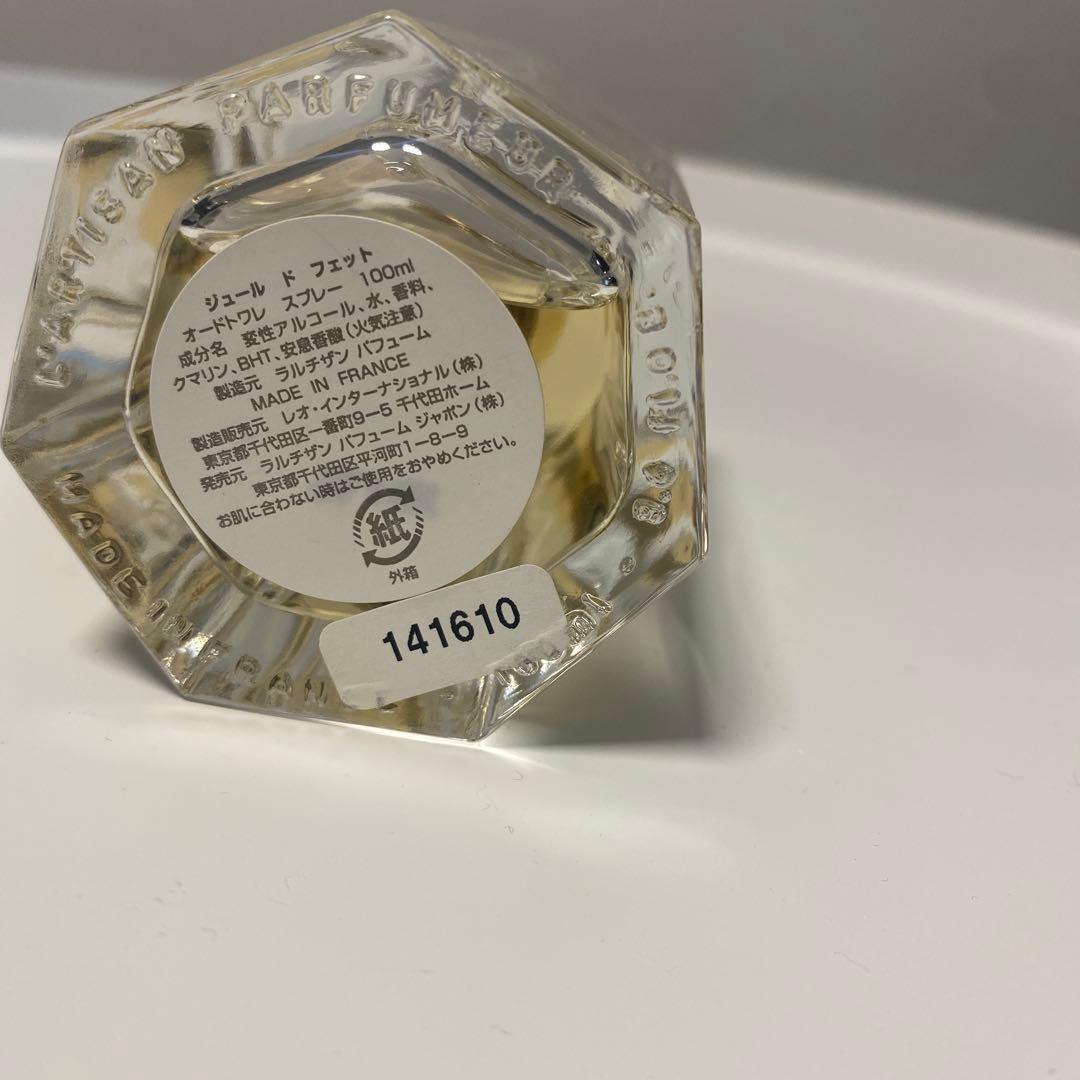 L'ARTISAN PARFUMEUR
ジュール ド フェット
オードトワレ スプレー 100ml
成分名 変性アルコール、水、香料、
クマリン、BHT、安息香酸(火気注意)
製造元 ラルチザン パフューム
MADE IN FRANCE
製造販売元 レオ・インターナショナル(株)
東京都千代田区一番町9-5 千代田ホーム
発売元 ラルチザン パフューム ジャポン(株)
東京都千代田区平河町1-8-9
お肌に合わない時はご使用をおやめください。
紙
外箱
141610
MADE IN FRAN